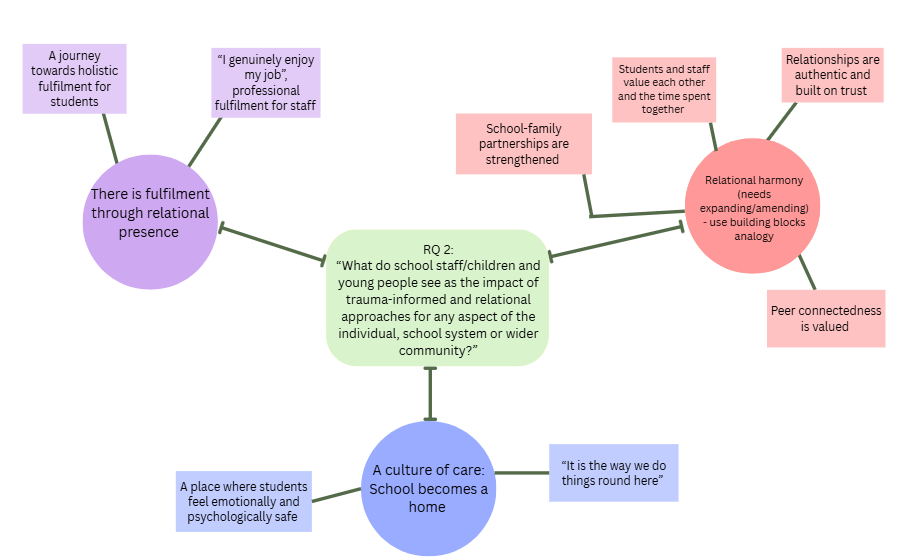 A journey
towards holistic
fulfilment for
students
“I genuinely enjoy
my job”,
professional
fulfilment for staff
There is fulfilment
through relational
presence
School-family
partnerships are
strengthened
Students and staff
value each other
and the time spent
together
Relationships are
authentic and
built on trust
Relational harmony
(needs
expanding/amending)
- use building blocks
analogy
Peer connectedness
is valued
RQ 2:
“What do school staff/children and
young people see as the impact of
trauma-informed and relational
approaches for any aspect of the
individual, school system or wider
community?”
A culture of care:
School becomes a
home
A place where students
feel emotionally and
psychologically safe
“It is the way we do
things round here”